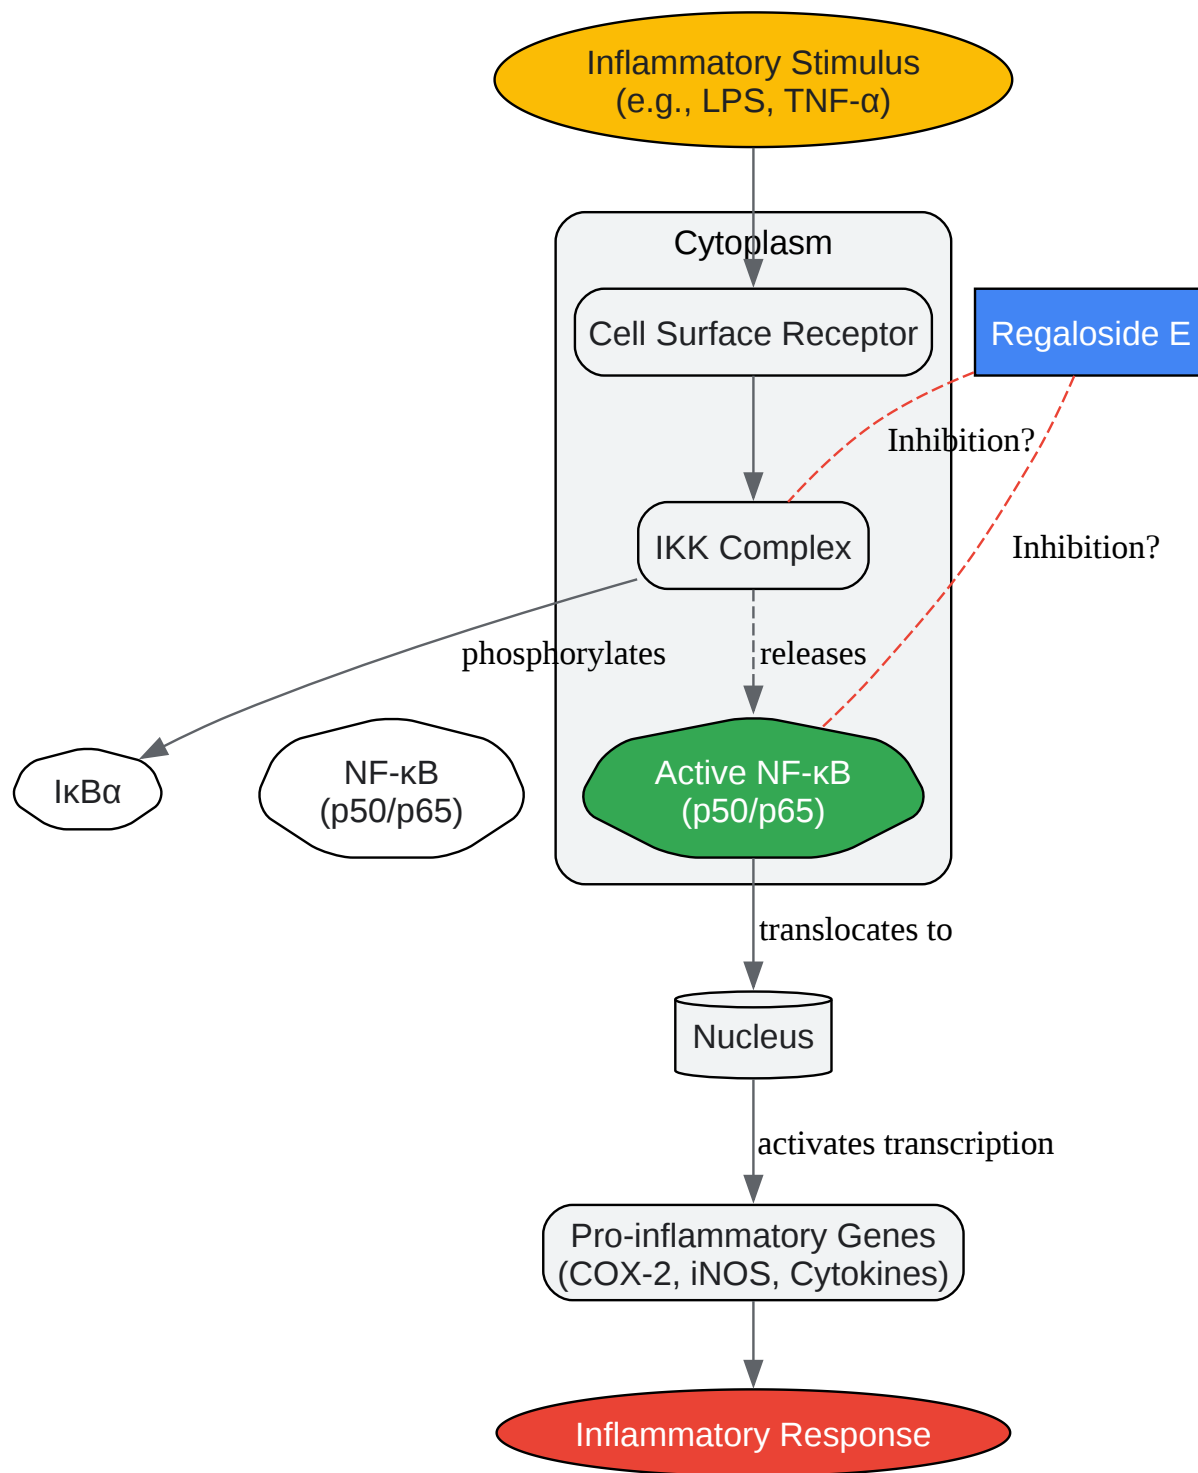 Inflammatory Stimulus
(e.g., LPS, TNF-α)
Cytoplasm
Cell Surface Receptor
Regaloside E
Inhibition?
IKK Complex
Inhibition?
phosphorylates
releases
IκBα
NF-κB
(p50/p65)
Active NF-κB
(p50/p65)
translocates to
Nucleus
activates transcription
Pro-inflammatory Genes
(COX-2, iNOS, Cytokines)
Inflammatory Response